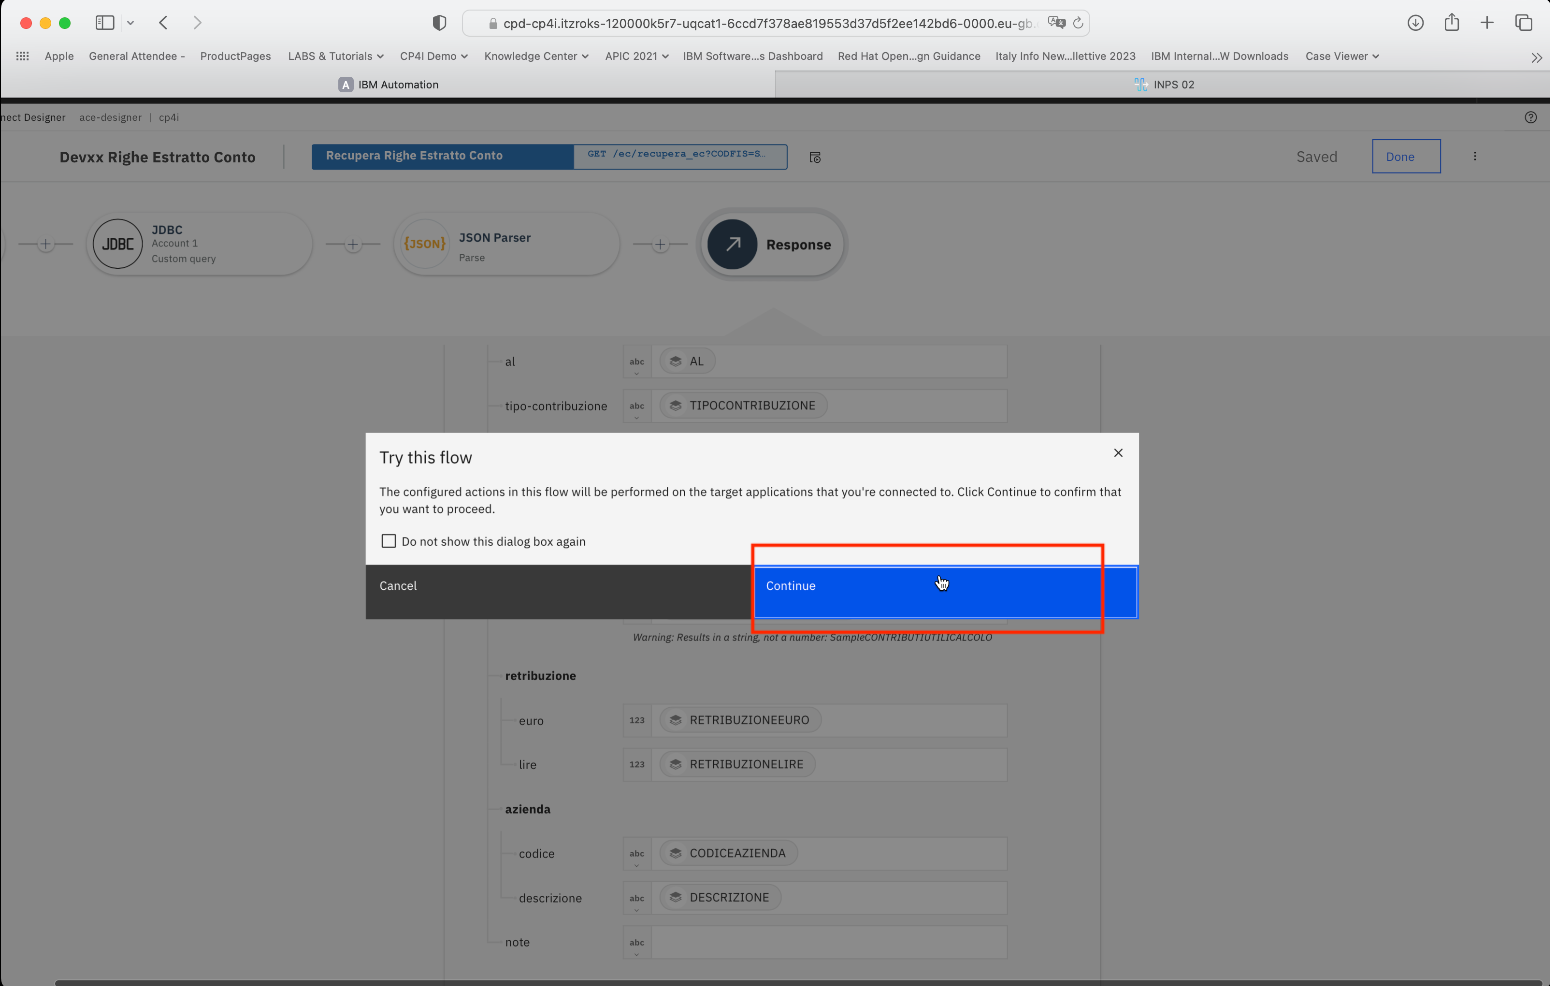 cpd-cp4i.itzroks-120000k5r7-uqcat1-6ccd7f378ae819553d37d5f2ee142bd6-0000.eu-gb.
Apple General Attendee - ProductPages LABS & Tutorials CP4I Demo Knowledge Center APIC 2021 IBM Software...s Dashboard Red Hat Open...gn Guidance Italy Info New...llettive 2023 IBM Internal...W Downloads Case Viewer
A IBM Automation INPS 02
nect Designer ace-designer | cp4i
Devxx Righe Estratto Conto Recupera Righe Estratto Conto GET /ec/recupera_ec?CODFIS=S… Saved Done
JDBC JDBC
Account 1
Custom query
{JSON} JSON Parser
Parse
Response
al abc AL
tipo-contribuzione abc TIPOCONTRIBUZIONE
Try this flow
The configured actions in this flow will be performed on the target applications that you're connected to. Click Continue to confirm that
you want to proceed.
Do not show this dialog box again
Cancel Continue
Warning: Results in a string, not a number: SampleCONTRIBUTIUTILICALCOLO
retribuzione
euro 123 RETRIBUZIONEEURO
lire 123 RETRIBUZIONELIRE
azienda
codice abc CODICEAZIENDA
descrizione abc DESCRIZIONE
note abc